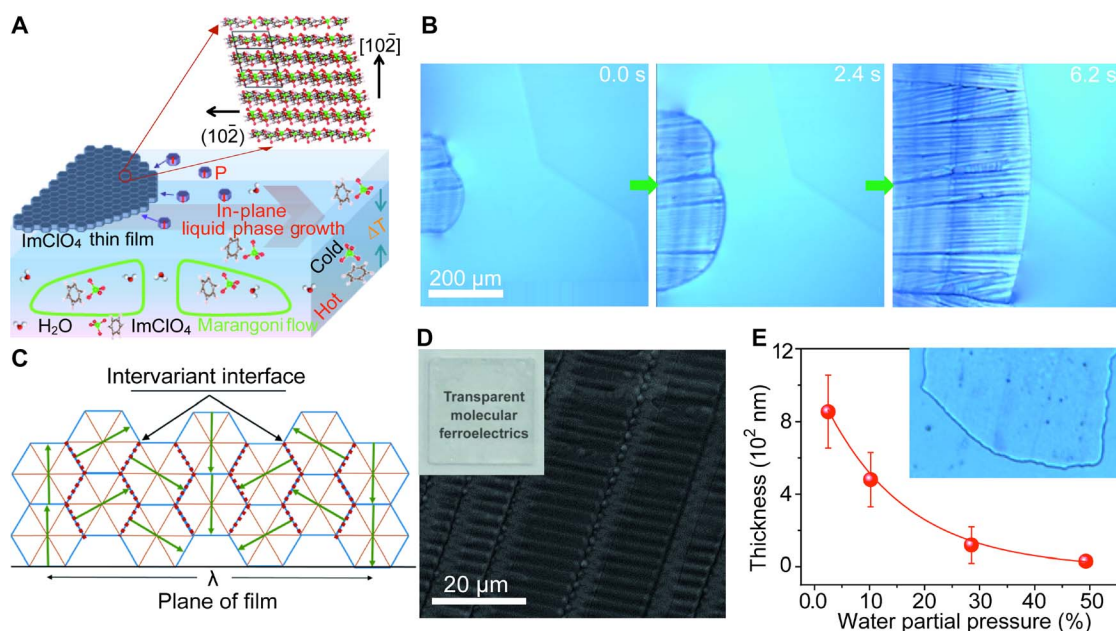 A
[102̄]
(102̄)
P
In-plane
liquid phase growth
ImClO₄ thin film
ΔT
Cold
Hot
H₂O
ImClO₄
Marangoni flow
B
0.0 s
2.4 s
6.2 s
200 µm
C
Intervariant interface
λ
Plane of film
D
Transparent
molecular
ferroelectrics
20 µm
E
Thickness (10² nm)
12
8
4
0
0.0
10
20
30
40
50
Water partial pressure (%)